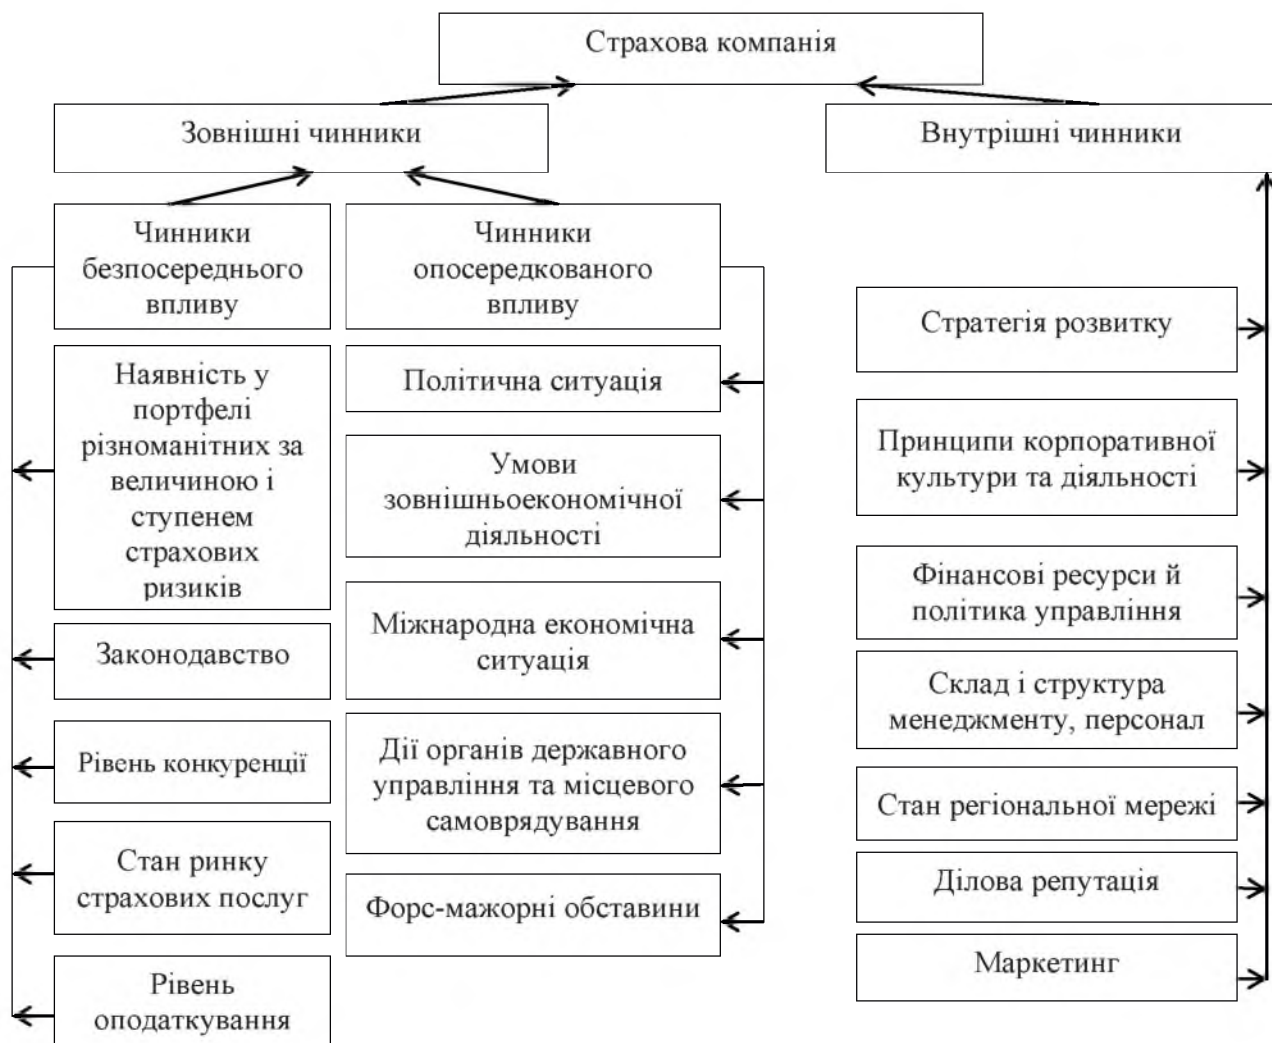 Страхова компанія
Зовнішні чинники
Внутрішні чинники
Чинники
безпосереднього
впливу
Чинники
опосередкованого
впливу
Наявність у
портфелі
різноманітних за
величиною і
ступенем
страхових
ризиків
Законодавство
Рівень конкуренції
Стан ринку
страхових послуг
Рівень
оподаткування
Політична ситуація
Умови
зовнішньоекономічної
діяльності
Міжнародна економічна
ситуація
Дії органів державного
управління та місцевого
самоврядування
Форс-мажорні обставини
Стратегія розвитку
Принципи корпоративної
культури та діяльності
Фінансові ресурси й
політика управління
Склад і структура
менеджменту, персонал
Стан регіональної мережі
Ділова репутація
Маркетинг